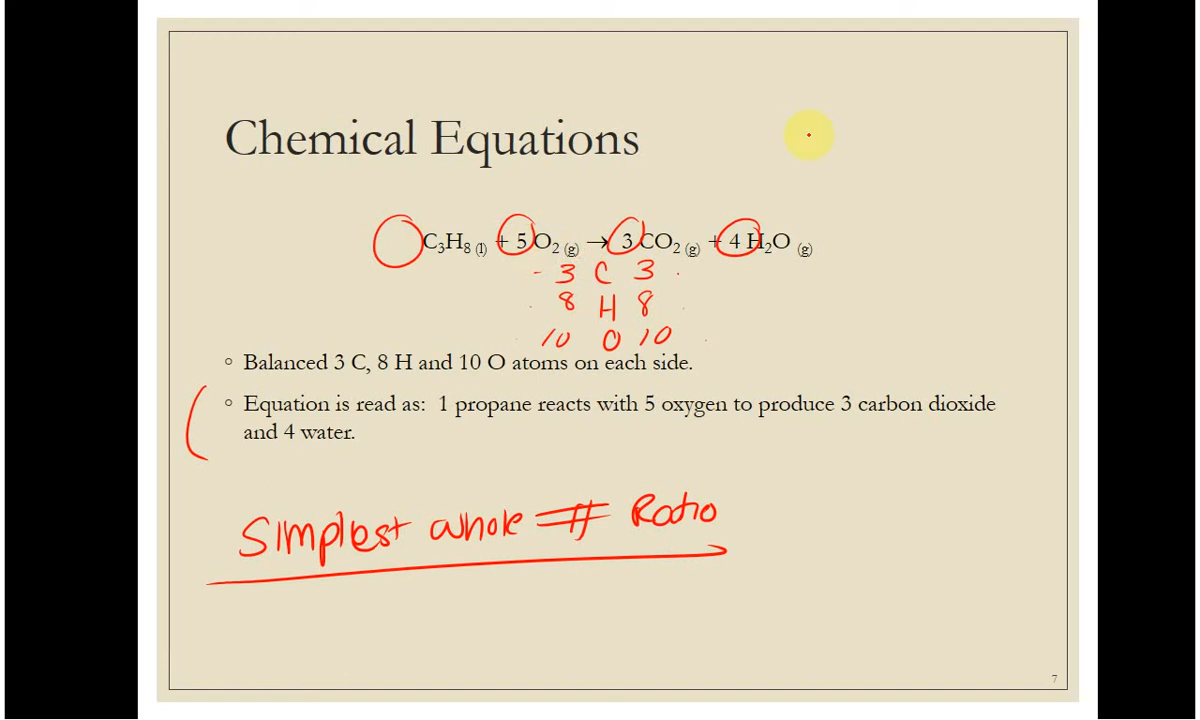 Chemical Equations
C₃H₈ (l) + 5 O₂ (g) → 3 CO₂ (g) + 4 H₂O (g)
3 C 3
8 H 8
10 O 10
◦ Balanced 3 C, 8 H and 10 O atoms on each side.
◦ Equation is read as: 1 propane reacts with 5 oxygen to produce 3 carbon dioxide
and 4 water.
Simplest whole # Ratio
7